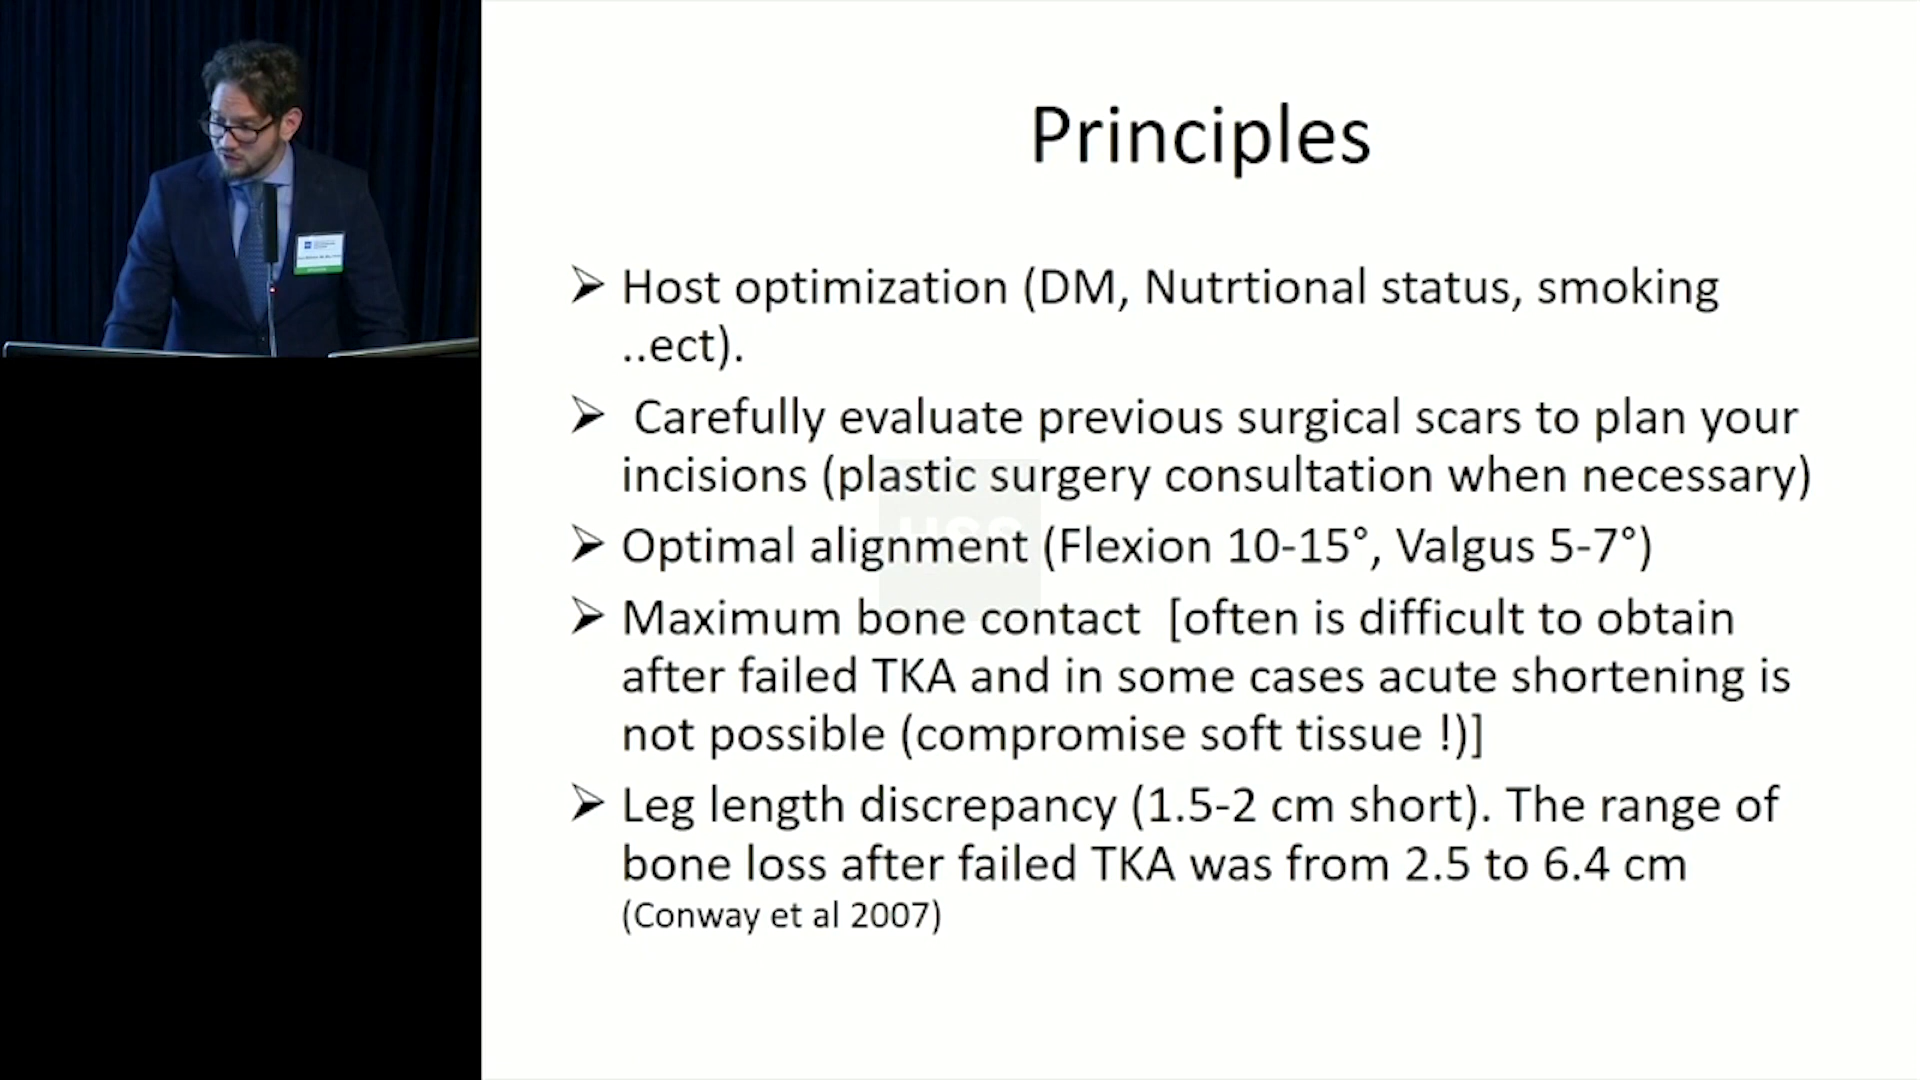 Principles
➢ Host optimization (DM, Nutrtional status, smoking
..ect).
➢ Carefully evaluate previous surgical scars to plan your
incisions (plastic surgery consultation when necessary)
➢ Optimal alignment (Flexion 10-15°, Valgus 5-7°)
➢ Maximum bone contact [often is difficult to obtain
after failed TKA and in some cases acute shortening is
not possible (compromise soft tissue !)]
➢ Leg length discrepancy (1.5-2 cm short). The range of
bone loss after failed TKA was from 2.5 to 6.4 cm
(Conway et al 2007)
HSS